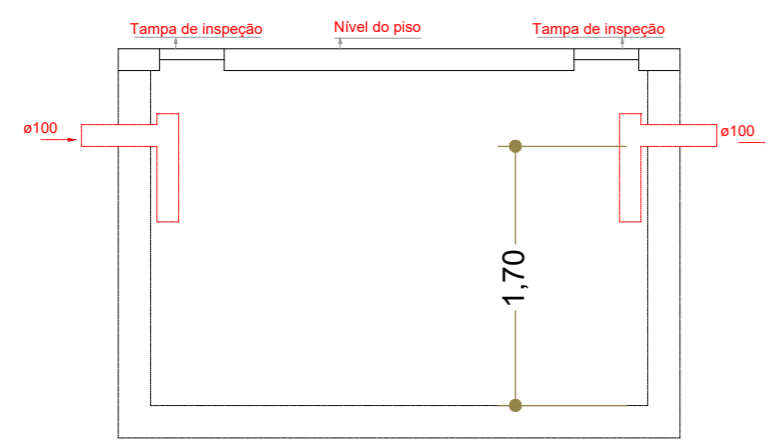 Tampa de inspeção
Nível do piso
Tampa de inspeção
ø100
ø100
1,70